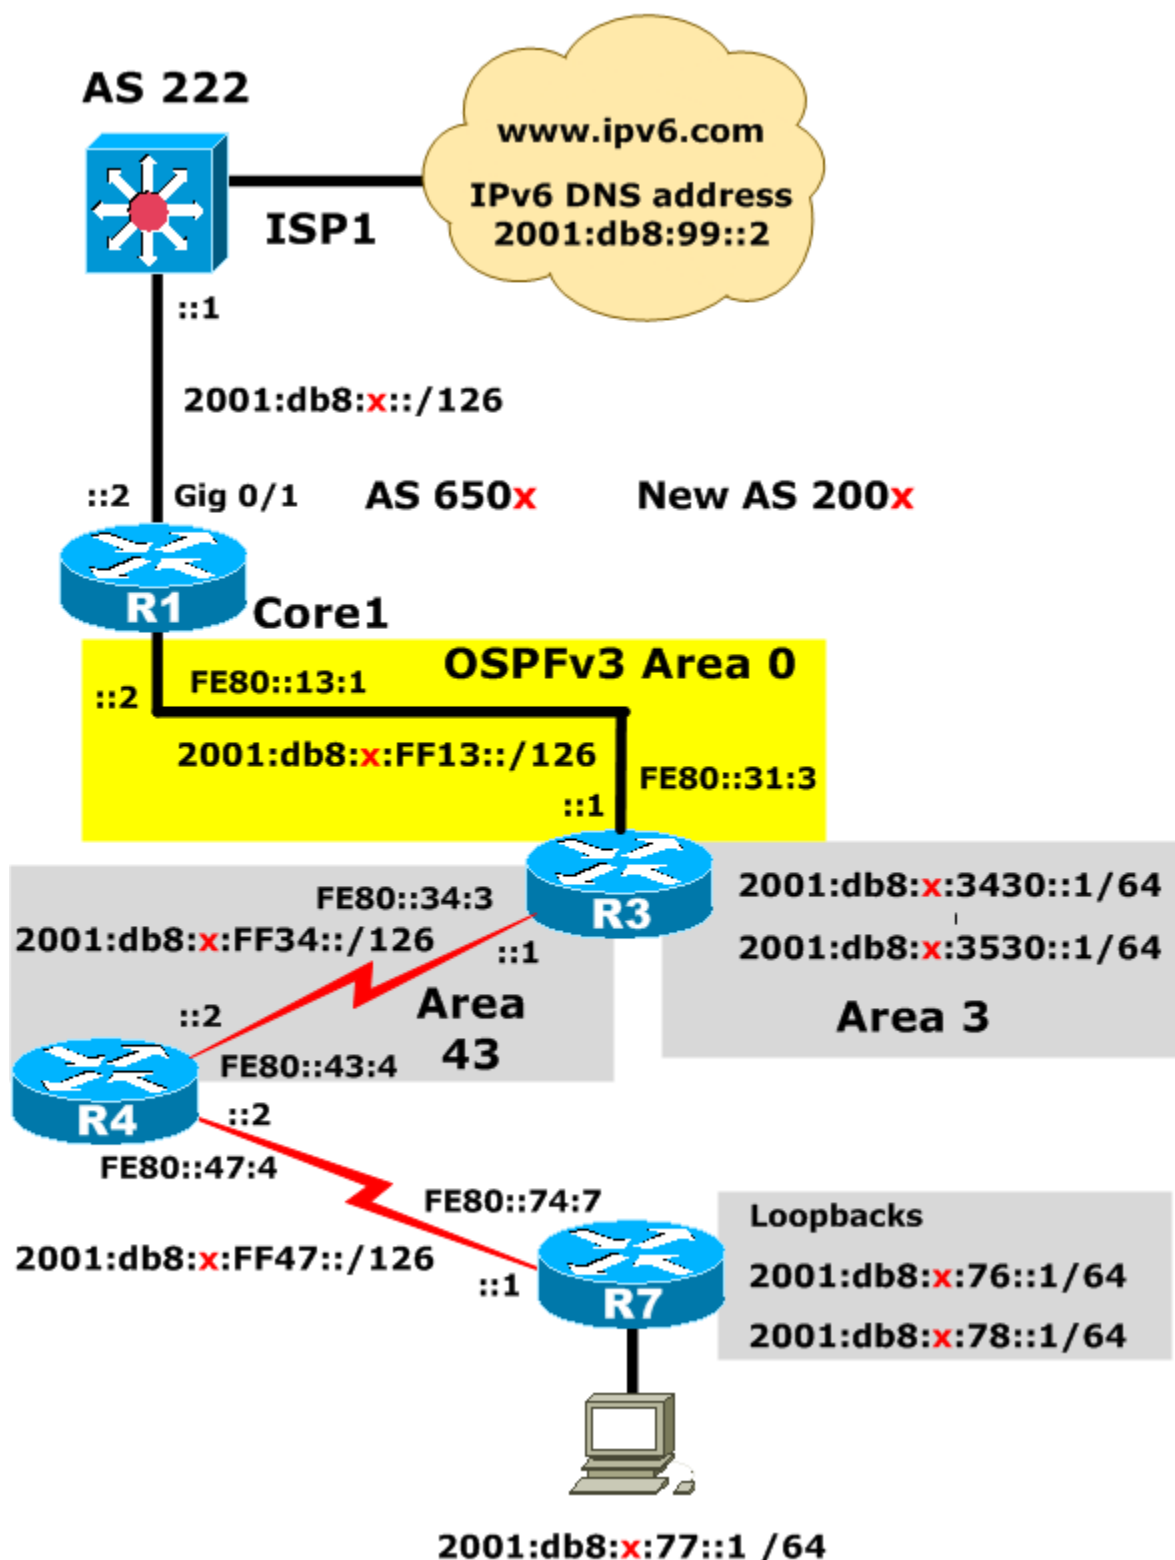 AS 222
www.ipv6.com
IPv6 DNS address
2001:db8:99::2
ISP1
::1
2001:db8:x::/126
::2
Gig 0/1
AS 650x
New AS 200x
R1
Core1
OSPFv3 Area 0
FE80::13:1
::2
2001:db8:x:FF13::/126
FE80::31:3
::1
R3
2001:db8:x:3430::1/64
2001:db8:x:3530::1/64
Area 3
FE80::34:3
2001:db8:x:FF34::/126
::1
Area
43
::2
FE80::43:4
R4
::2
FE80::47:4
FE80::74:7
2001:db8:x:FF47::/126
::1
R7
Loopbacks
2001:db8:x:76::1/64
2001:db8:x:78::1/64
2001:db8:x:77::1 /64